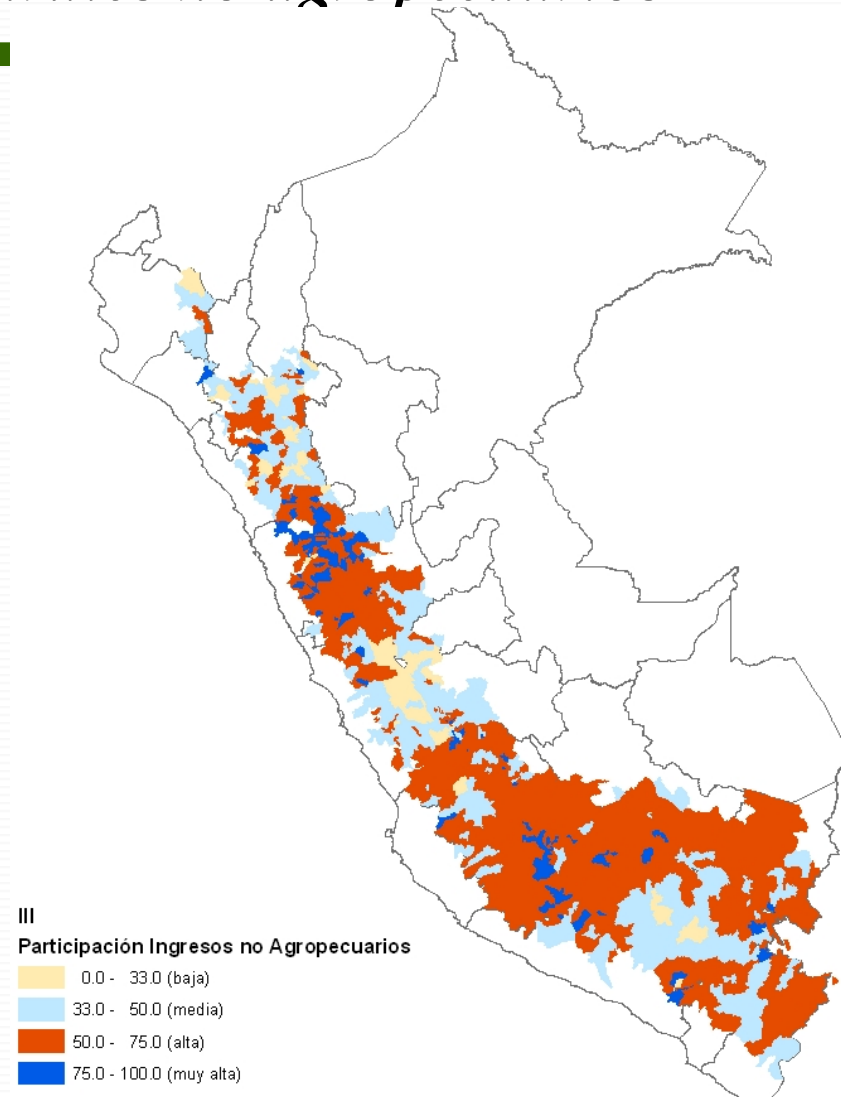 III
Participación Ingresos no Agropecuarios
0.0 - 33.0 (baja)
33.0 - 50.0 (media)
50.0 - 75.0 (alta)
75.0 - 100.0 (muy alta)